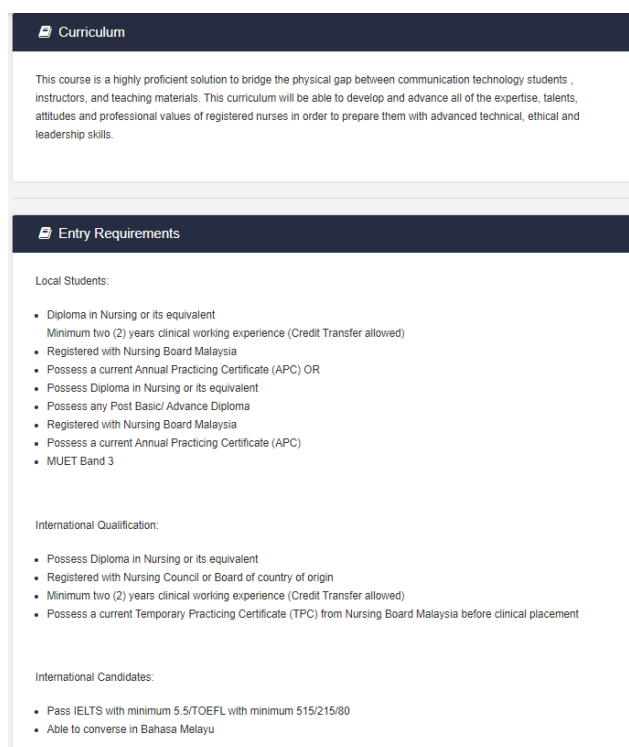 Curriculum
This course is a highly proficient solution to bridge the physical gap between communication technology students ,
instructors, and teaching materials. This curriculum will be able to develop and advance all of the expertise, talents,
attitudes and professional values of registered nurses in order to prepare them with advanced technical, ethical and
leadership skills.
Entry Requirements
Local Students:
• Diploma in Nursing or its equivalent
Minimum two (2) years clinical working experience (Credit Transfer allowed)
• Registered with Nursing Board Malaysia
• Possess a current Annual Practicing Certificate (APC) OR
• Possess Diploma in Nursing or its equivalent
• Possess any Post Basic/ Advance Diploma
• Registered with Nursing Board Malaysia
• Possess a current Annual Practicing Certificate (APC)
• MUET Band 3
International Qualification:
• Possess Diploma in Nursing or its equivalent
• Registered with Nursing Council or Board of country of origin
• Minimum two (2) years clinical working experience (Credit Transfer allowed)
• Possess a current Temporary Practicing Certificate (TPC) from Nursing Board Malaysia before clinical placement
International Candidates:
• Pass IELTS with minimum 5.5/TOEFL with minimum 515/215/80
• Able to converse in Bahasa Melayu